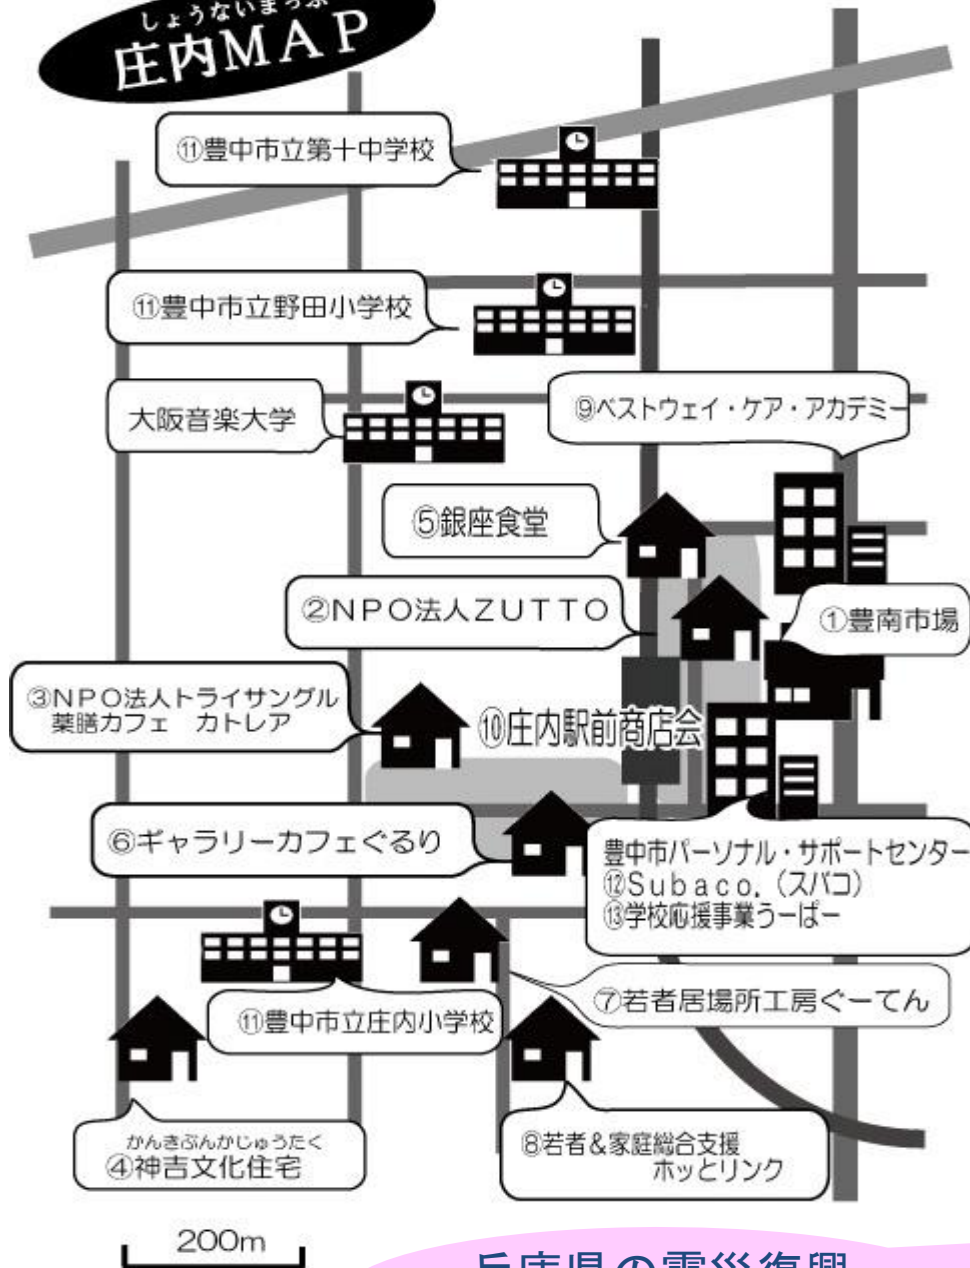 しょうないまっぷ
庄内MAP
⑪豊中市立第十中学校
⑪豊中市立野田小学校
大阪音楽大学
⑨ベストウェイ・ケア・アカデミー
⑤銀座食堂
②NPO法人ZUTTO
①豊南市場
③NPO法人トライサングル
薬膳カフェ カトレア
⑩庄内駅前商店会
⑥ギャラリーカフェぐるり
豊中市パーソナル・サポートセンター
⑫Subaco.(スバコ)
⑬学校応援事業うーぱー
⑦若者居場所工房ぐーてん
⑪豊中市立庄内小学校
かんきぶんかじゅうたく
④神吉文化住宅
⑧若者&家庭総合支援
ホッとリンク
200m
兵庫県の震災復興